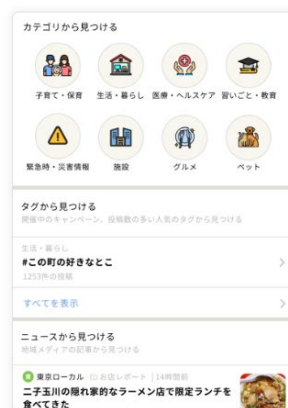 カテゴリから見つける
子育て・保育 生活・暮らし 医療・ヘルスケア 習いごと・教育
緊急時・災害情報 施設 グルメ ペット
タグから見つける
開催中のキャンペーン、投稿数の多い人気のタグから見つける
生活・暮らし
#この町の好きなとこ
1253件の投稿
すべてを表示
ニュースから見つける
地域メディアの記事から見つける
東京ローカル お店レポート | 14時間前
二子玉川の隠れ家的なラーメン店で限定ランチを
食べてきた